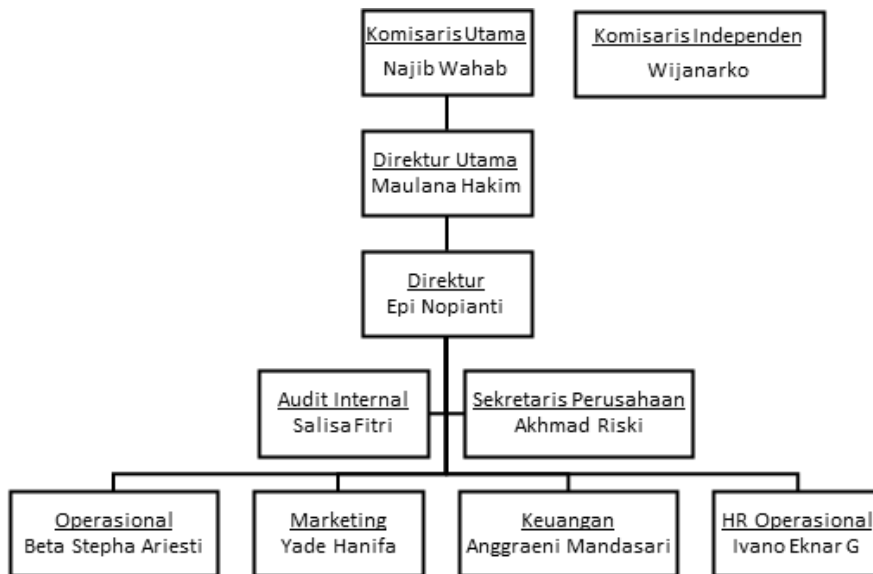 Komisaris Utama
Najib Wahab
Komisaris Independen
Wijanarko
Direktur Utama
Maulana Hakim
Direktur
Epi Nopianti
Audit Internal
Salisa Fitri
Sekretaris Perusahaan
Akhmad Riski
Operasional
Beta Stepha Ariesti
Marketing
Yade Hanifa
Keuangan
Anggraeni Mandasari
HR Operasional
Ivano Eknar G